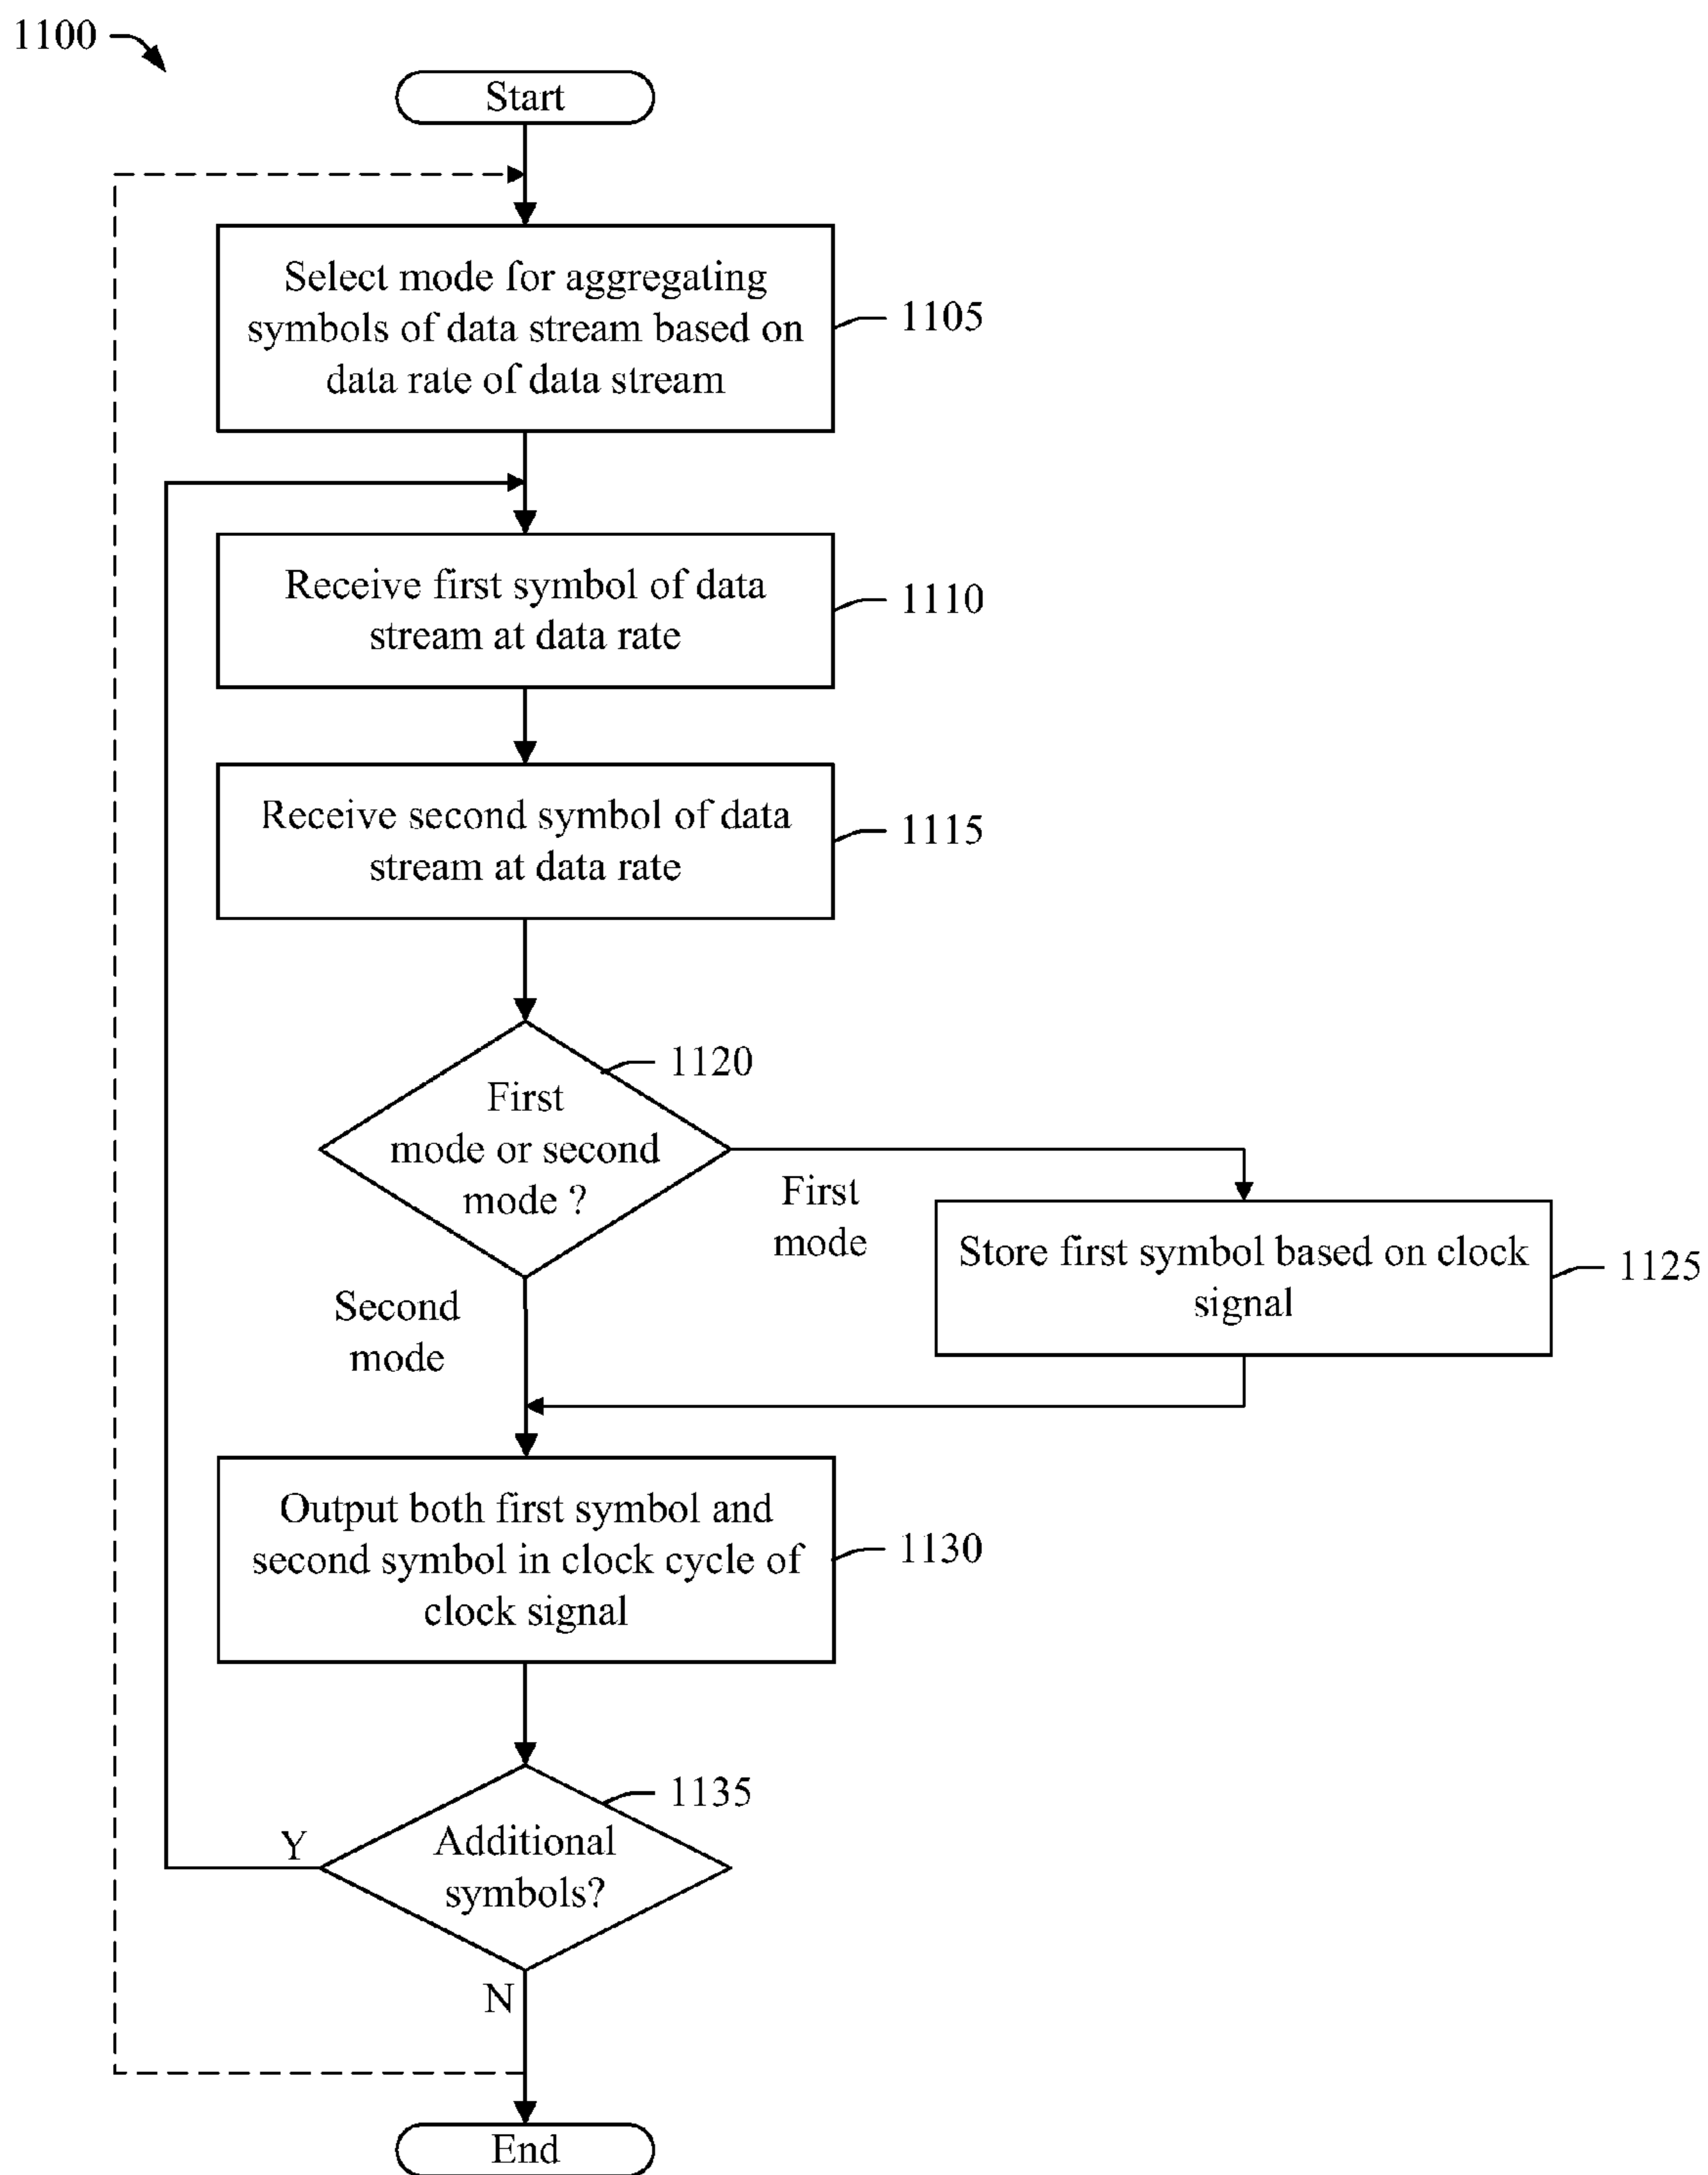 1100
Start
Select mode for aggregating
symbols of data stream based on
data rate of data stream
1105
Receive first symbol of data
stream at data rate
1110
Receive second symbol of data
stream at data rate
1115
1120
First
mode or second
mode ?
First
mode
Store first symbol based on clock
signal
1125
Second
mode
Output both first symbol and
second symbol in clock cycle of
clock signal
1130
1135
Additional
symbols?
Y
N
End